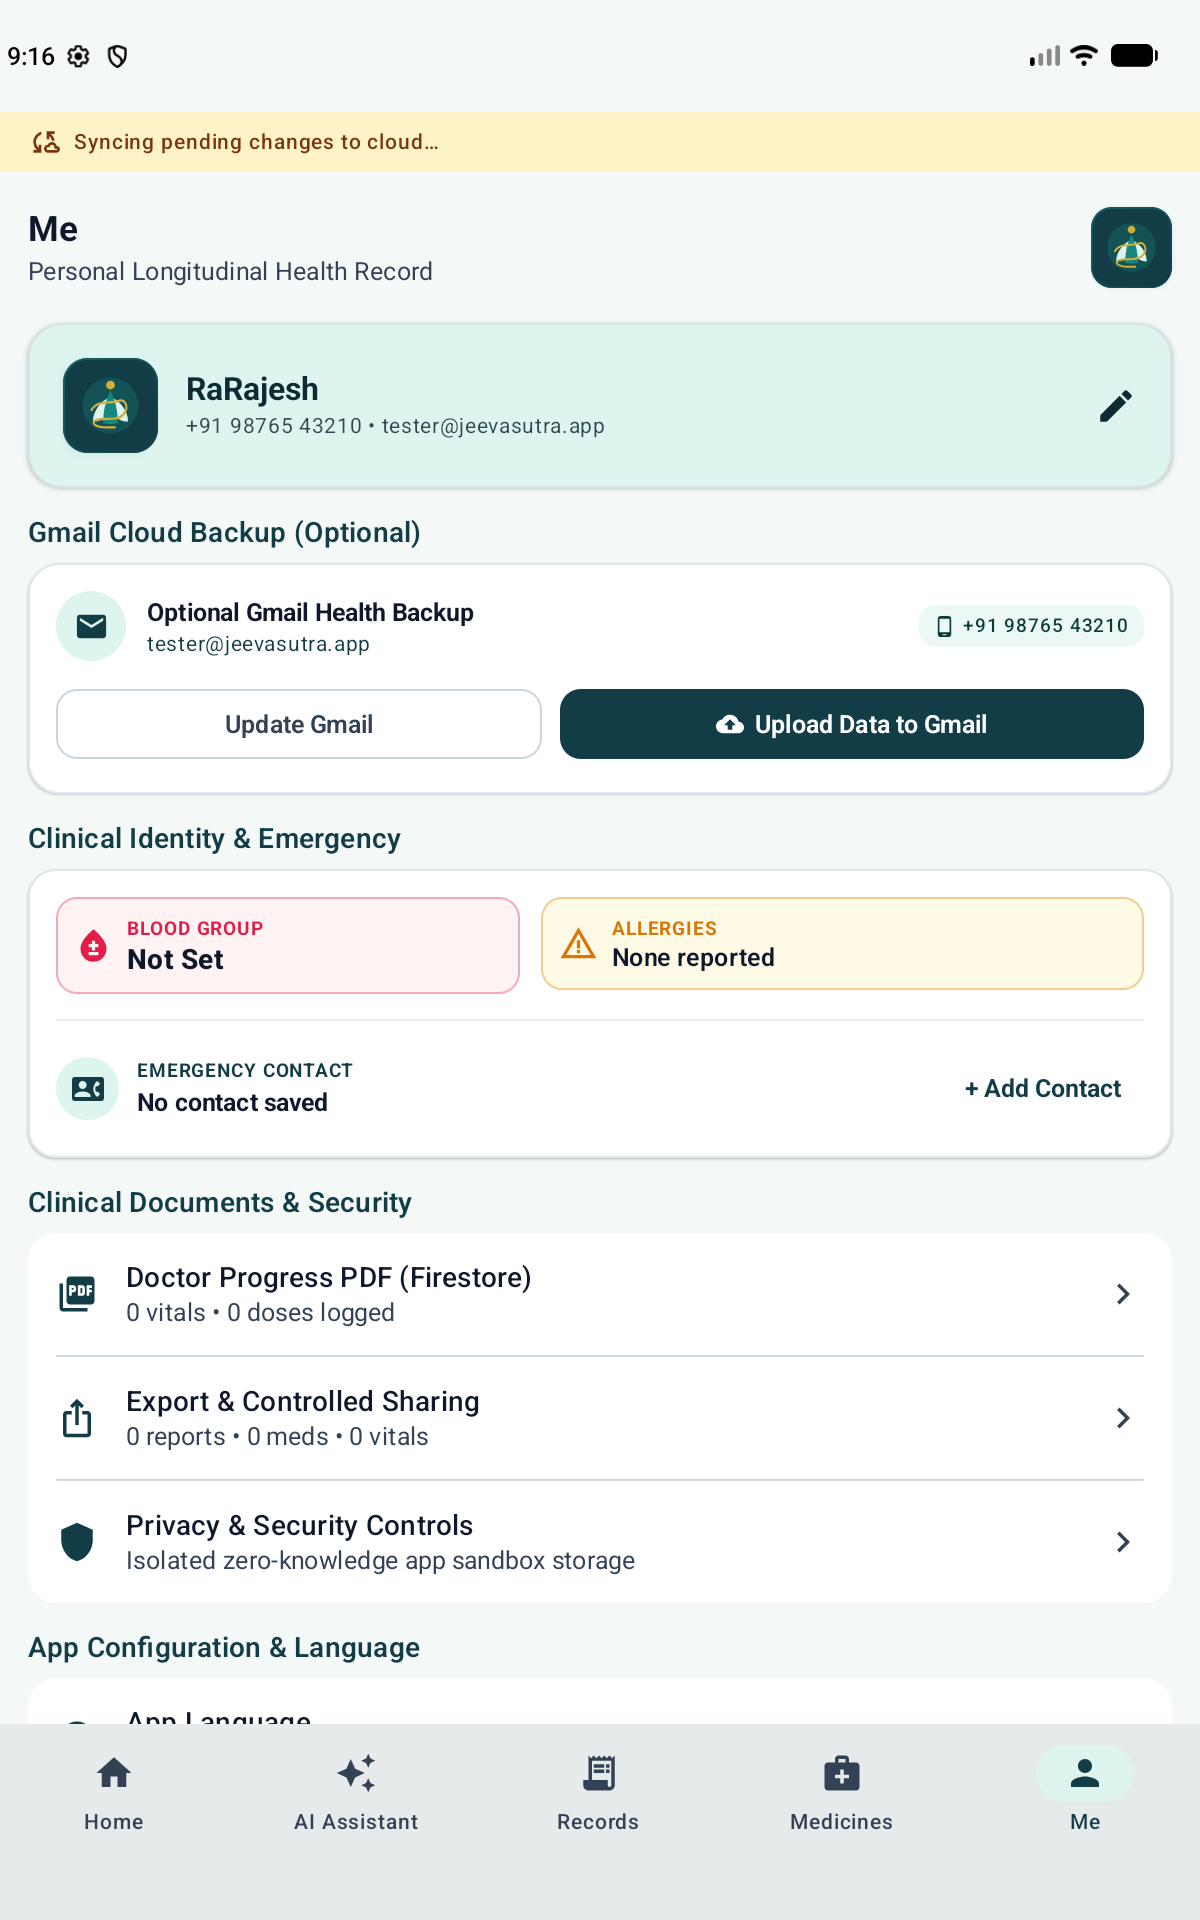 9:16
Syncing pending changes to cloud…
Me
Personal Longitudinal Health Record
RaRajesh
+91 98765 43210 • tester@jeevasutra.app
Gmail Cloud Backup (Optional)
Optional Gmail Health Backup
tester@jeevasutra.app
+91 98765 43210
Update Gmail
Upload Data to Gmail
Clinical Identity & Emergency
BLOOD GROUP
Not Set
ALLERGIES
None reported
EMERGENCY CONTACT
No contact saved
+ Add Contact
Clinical Documents & Security
PDF
Doctor Progress PDF (Firestore)
0 vitals • 0 doses logged
Export & Controlled Sharing
0 reports • 0 meds • 0 vitals
Privacy & Security Controls
Isolated zero-knowledge app sandbox storage
App Configuration & Language
App Language
Home
AI Assistant
Records
Medicines
Me